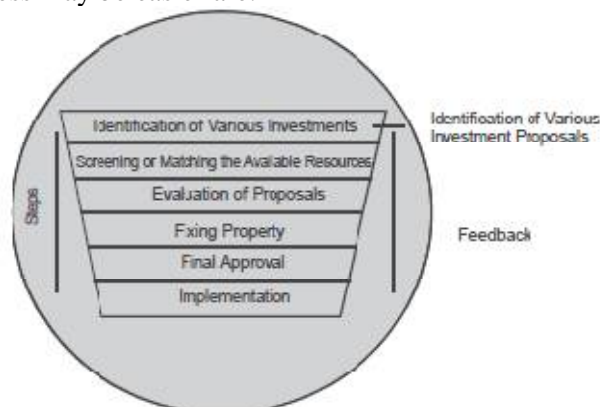 Identification of Various Investments
Screening or Matching the Available Resources
Evaluation of Proposals
Fixing Property
Final Approval
Implementation
Steps
Identification of Various
Investment Proposals
Feedback